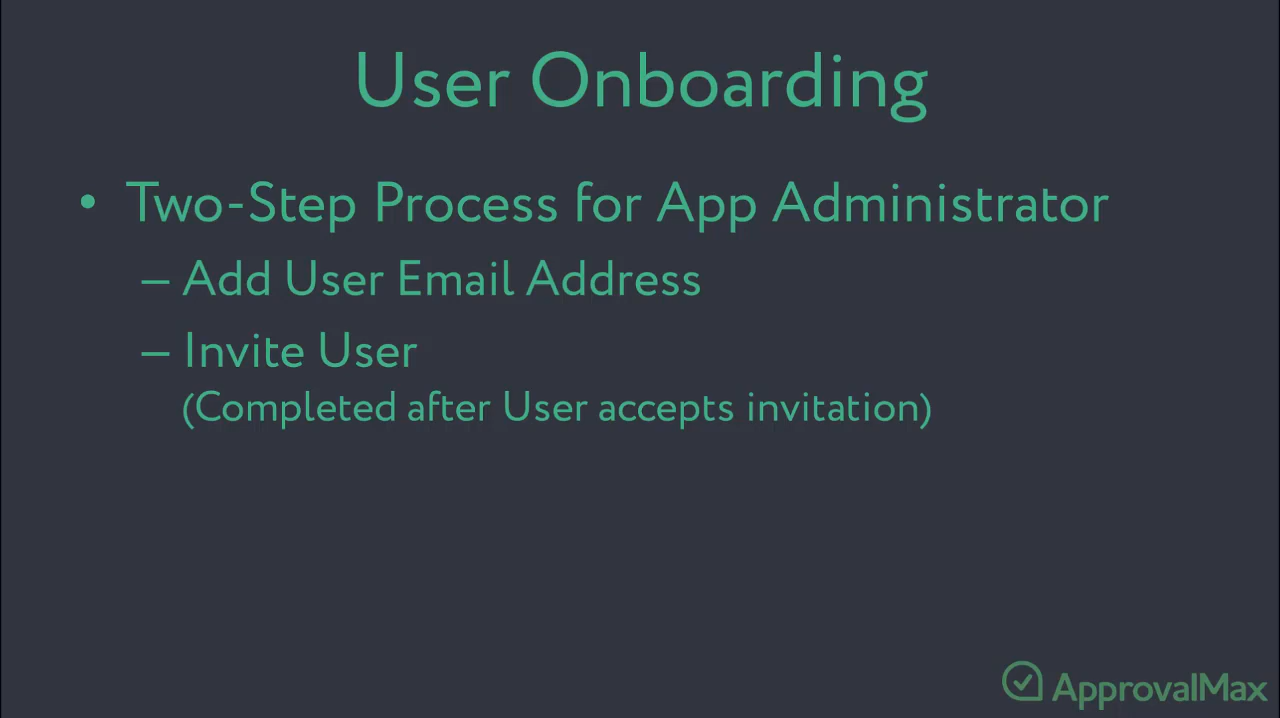 User Onboarding
• Two-Step Process for App Administrator
– Add User Email Address
– Invite User
(Completed after User accepts invitation)
ApprovalMax